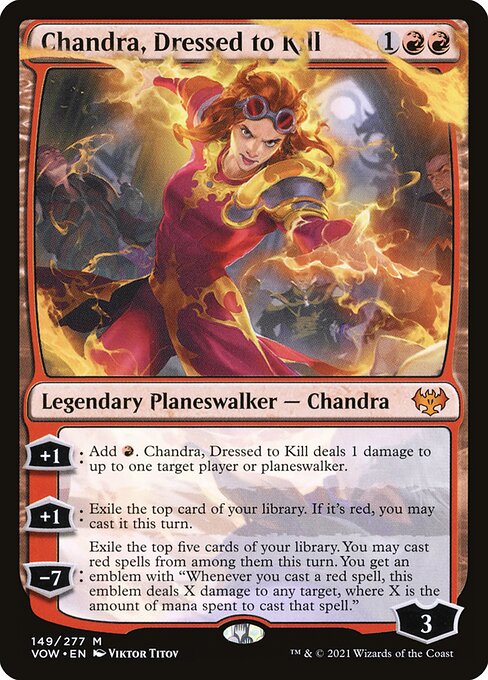 Chandra, Dressed to Kill 1
Legendary Planeswalker — Chandra
+1 : Add . Chandra, Dressed to Kill deals 1 damage to
up to one target player or planeswalker.
+1 : Exile the top card of your library. If it's red, you may
cast it this turn.
Exile the top five cards of your library. You may cast
red spells from among them this turn. You get an
-7 : emblem with “Whenever you cast a red spell, this
emblem deals X damage to any target, where X is the
amount of mana spent to cast that spell.”
3
149/277 M
VOW • EN Viktor Titov
™ & © 2021 Wizards of the Coast